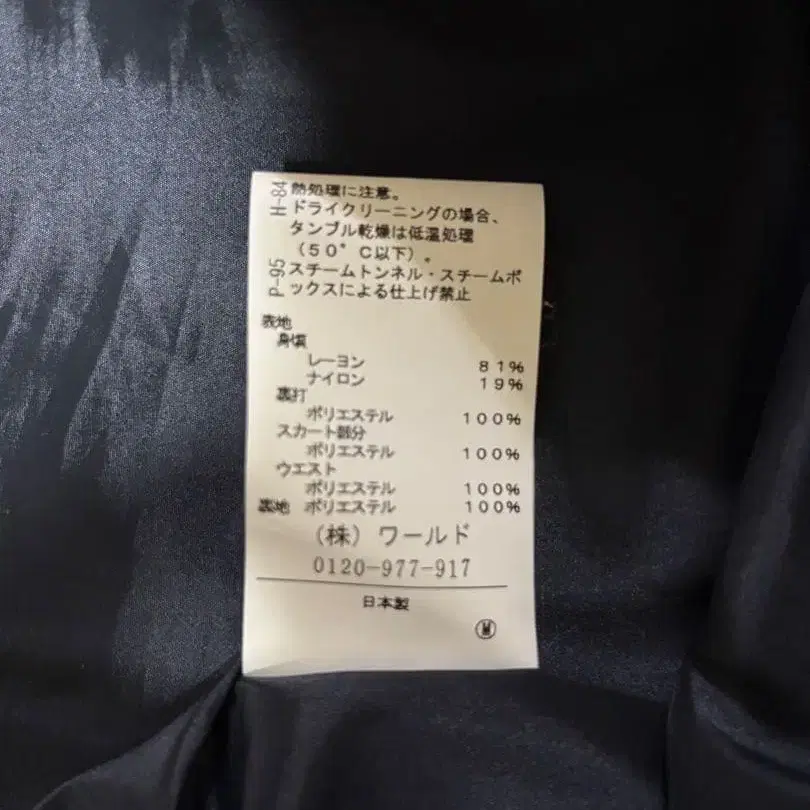 H-84 熱処理に注意。
ドライクリーニングの場合、
タンブル乾燥は低温処理
（50°C以下）。
P-95 スチームトンネル・スチームボ
ックスによる仕上げ禁止
表地
身頃
レーヨン 81%
ナイロン 19%
裏打
ポリエステル 100%
スカート部分
ポリエステル 100%
ウエスト
ポリエステル 100%
裏地 ポリエステル 100%
（株）ワールド
0120-977-917
日本製